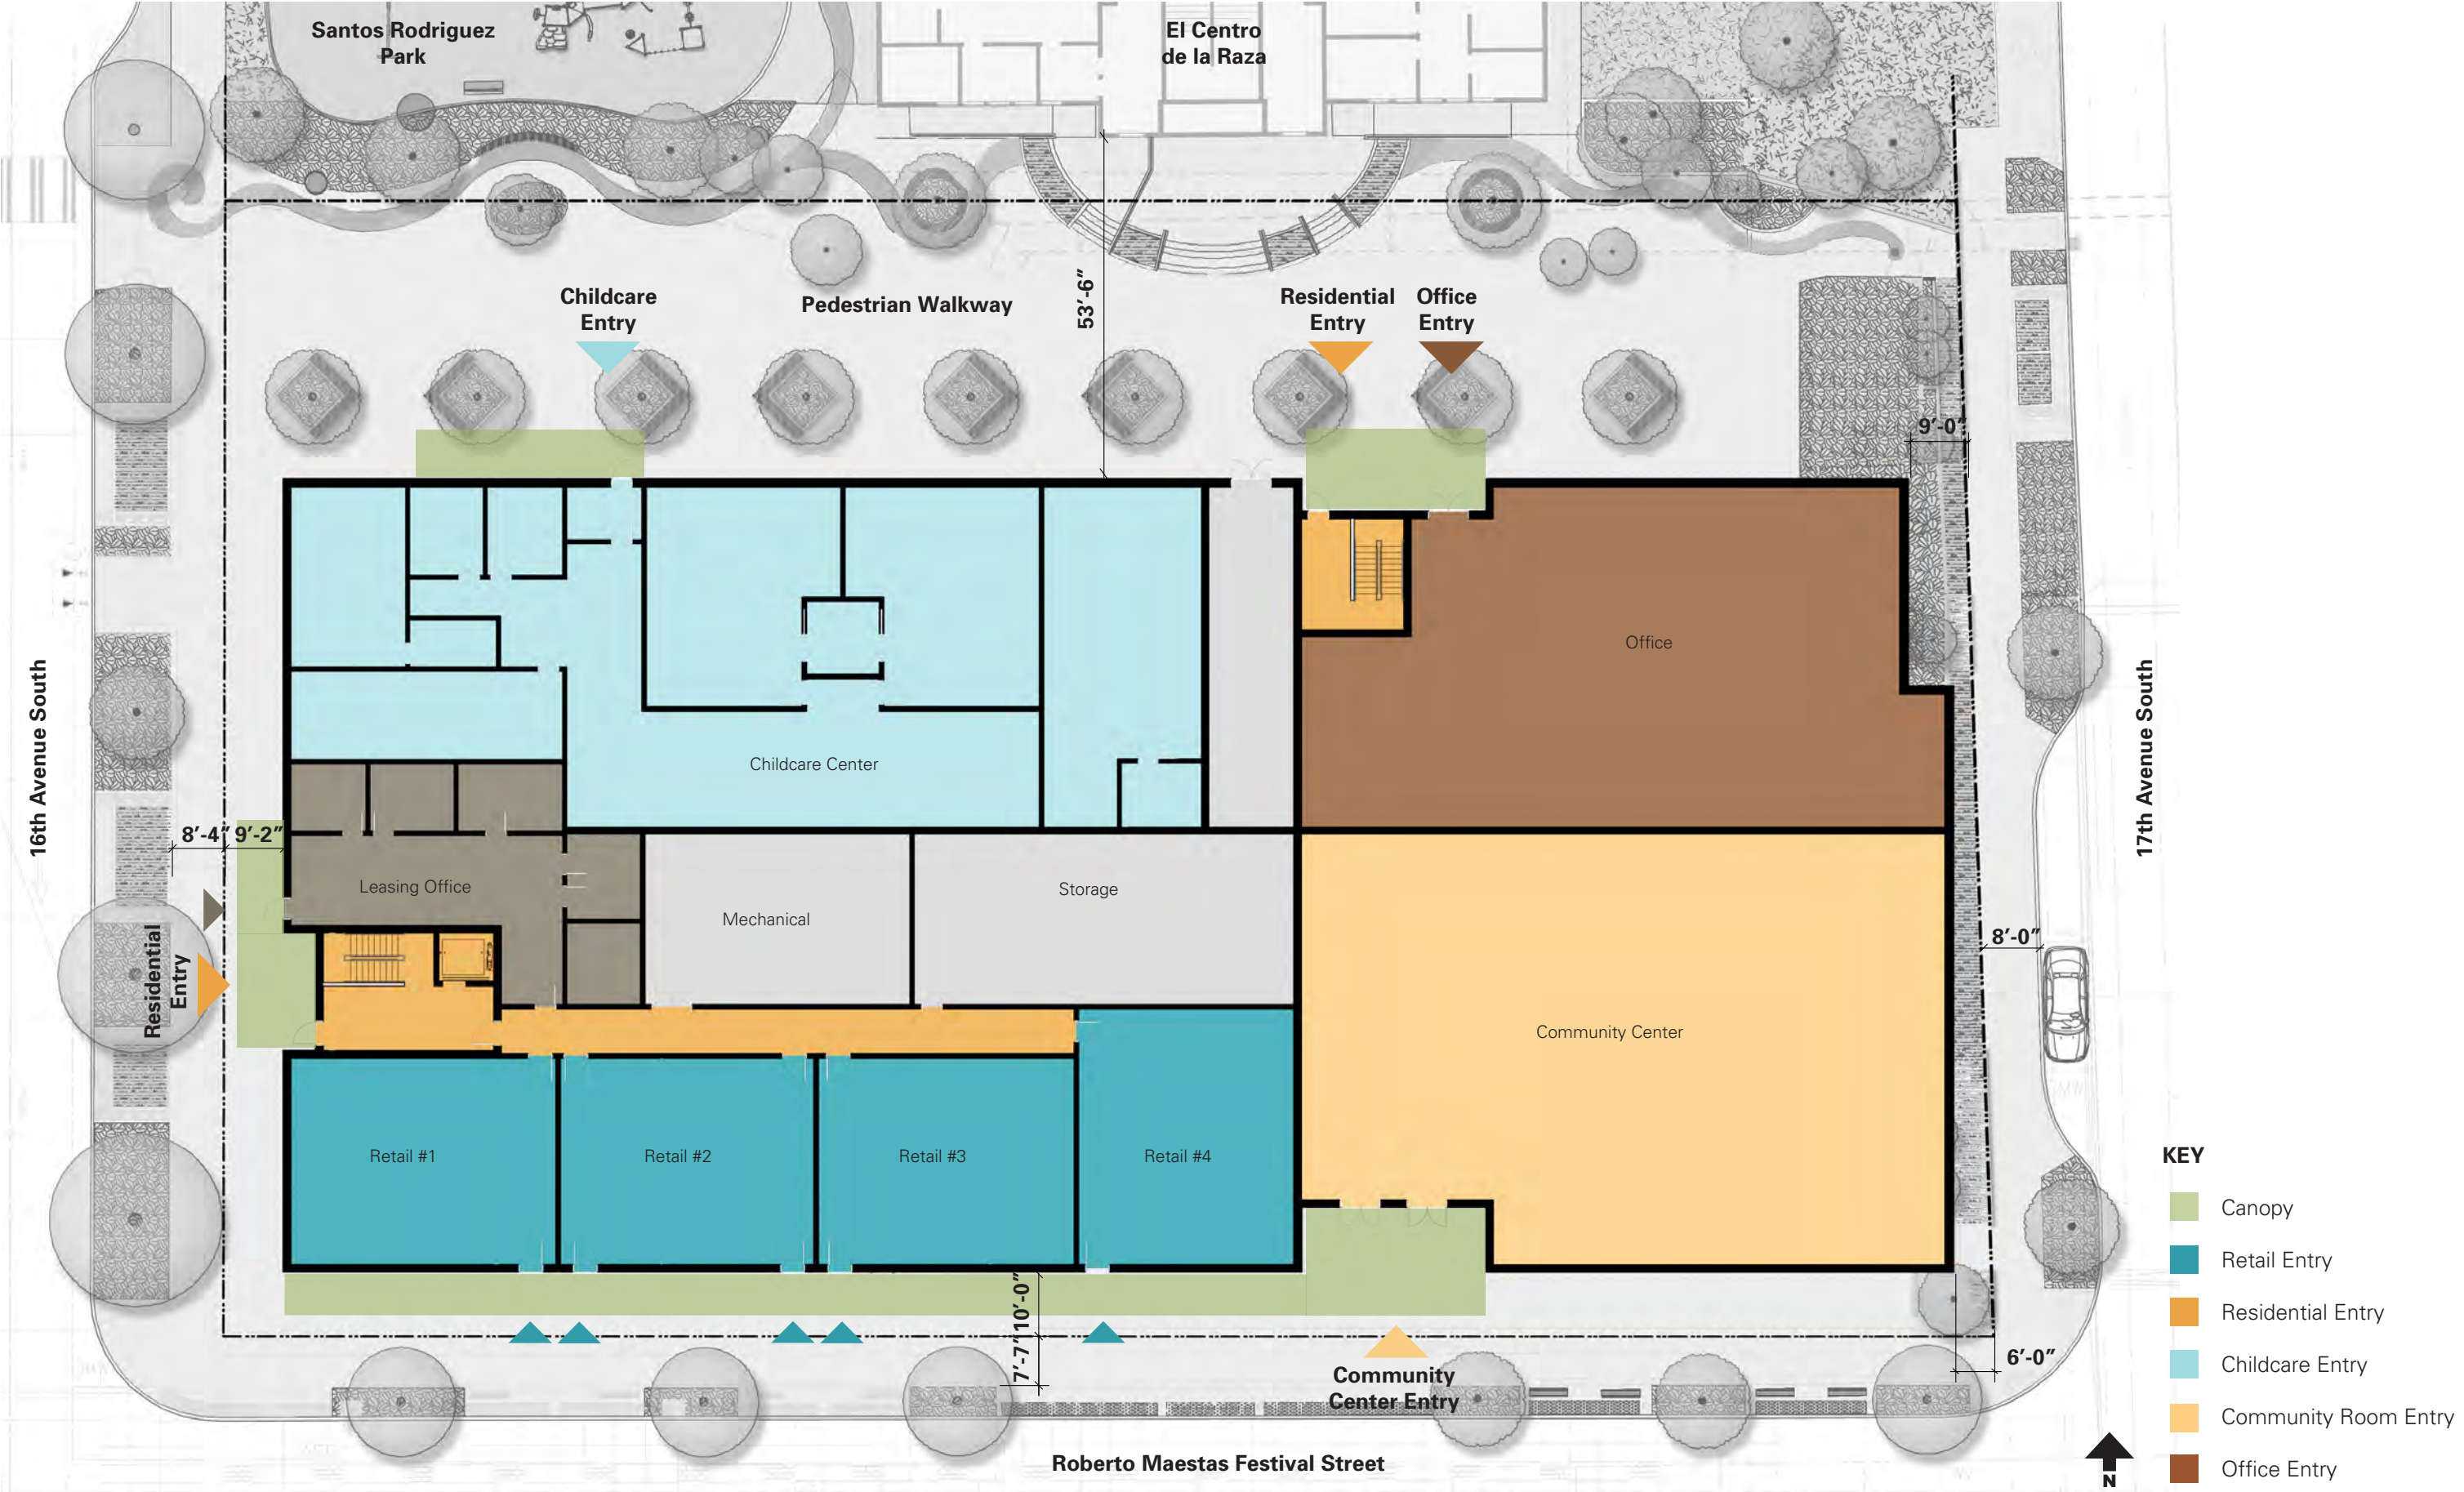 Santos Rodriguez
Park
El Centro
de la Raza
Childcare
Entry
Pedestrian Walkway
53’-6”
Residential
Entry
Office
Entry
9’-0”
Office
Childcare Center
16th Avenue South
17th Avenue South
8’-4”
9’-2”
Leasing Office
Mechanical
Storage
Residential
Entry
8’-0”
Community Center
Retail #1
Retail #2
Retail #3
Retail #4
10’-0”
7’-7”
Community
Center Entry
6’-0”
Roberto Maestas Festival Street
N
KEY
Canopy
Retail Entry
Residential Entry
Childcare Entry
Community Room Entry
Office Entry